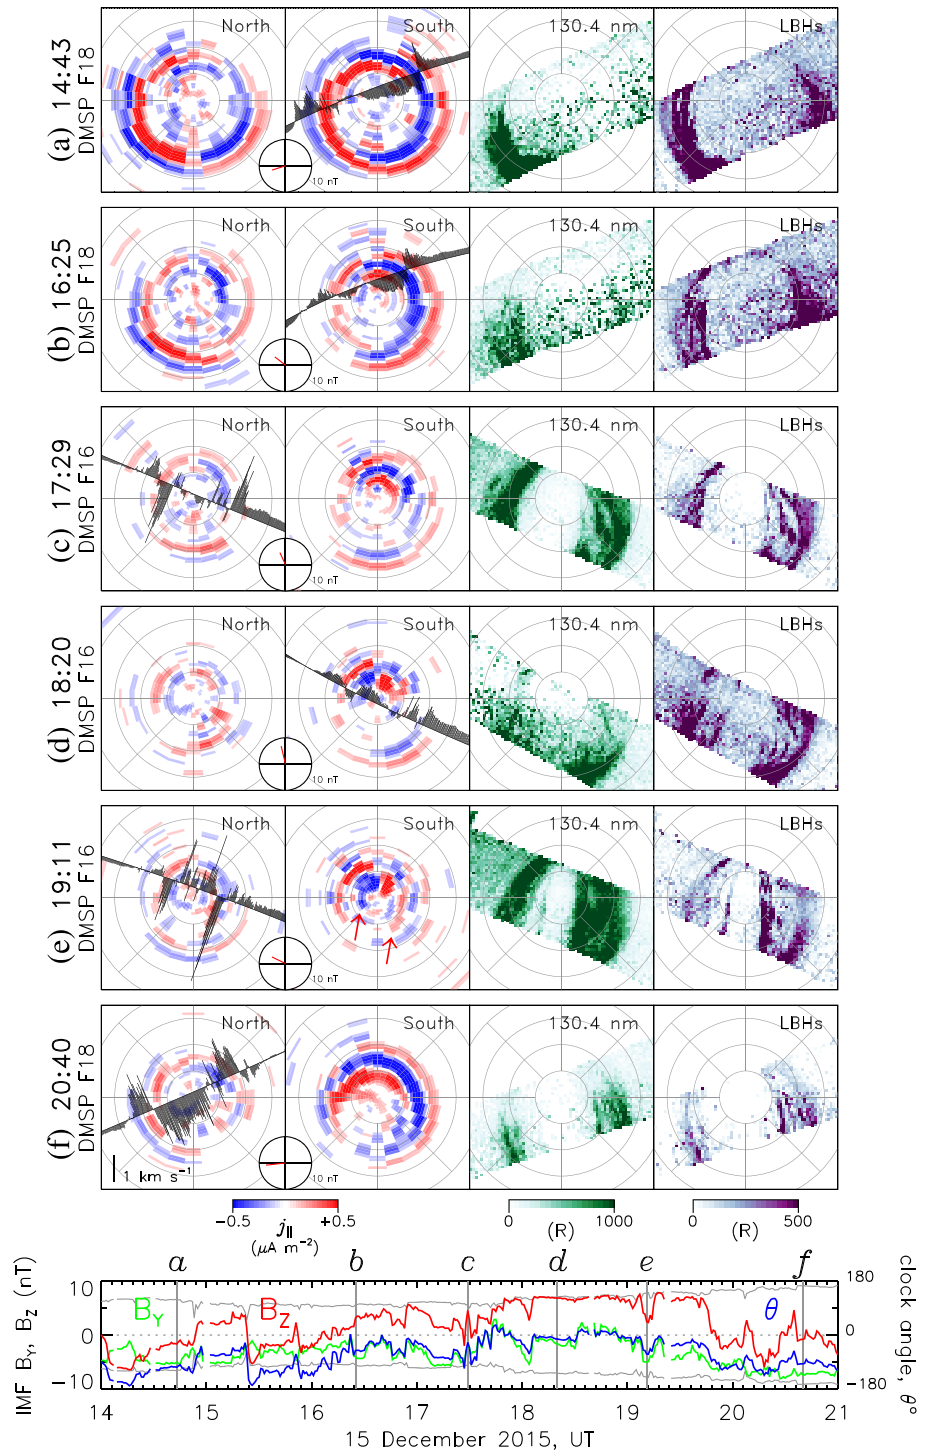 (a) 14:43
DMSP F18
North
South
130.4 nm
LBHs
10 nT
(b) 16:25
DMSP F18
North
South
130.4 nm
LBHs
10 nT
(c) 17:29
DMSP F16
North
South
130.4 nm
LBHs
10 nT
(d) 18:20
DMSP F16
North
South
130.4 nm
LBHs
10 nT
(e) 19:11
DMSP F16
North
South
130.4 nm
LBHs
10 nT
(f) 20:40
DMSP F18
North
South
130.4 nm
LBHs
10 nT
1 km s⁻¹
−0.5 j∥ +0.5
(μA m⁻²)
0 (R) 1000
0 (R) 500
a b c d e f
IMF B_Y, B_Z (nT)
10
0
−10
B_Y
B_Z
θ
180
0
−180
clock angle, θ°
14 15 16 17 18 19 20 21
15 December 2015, UT